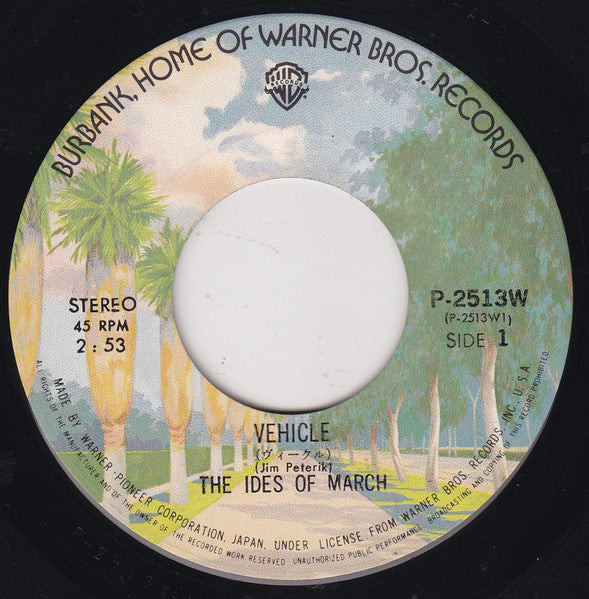 BURBANK, HOME OF WARNER BROS. RECORDS
RECORDS
STEREO
45 RPM
2:53
P-2513W
(P-2513W1)
SIDE 1
VEHICLE
(ヴィークル)
(Jim Peterik)
THE IDES OF MARCH
MADE BY WARNER-PIONEER CORPORATION, JAPAN, UNDER LICENSE FROM WARNER BROS. RECORDS INC., U.S.A.
ALL RIGHTS OF THE MANUFACTURER AND OF THE OWNER OF THE RECORDED WORK RESERVED UNAUTHORIZED PUBLIC PERFORMANCE, BROADCASTING AND COPYING OF THIS RECORD PROHIBITED